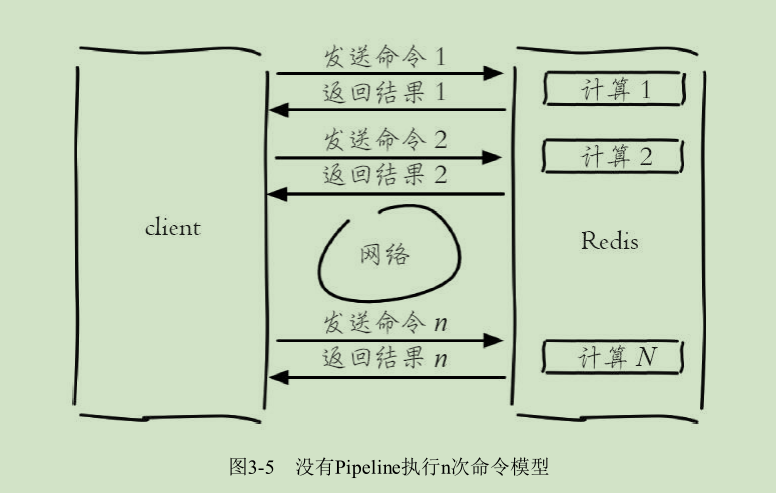 发送命令 1
返回结果 1
计算 1
发送命令 2
返回结果 2
计算 2
client
网络
Redis
发送命令 n
返回结果 n
计算 N
图3-5 没有Pipeline执行n次命令模型